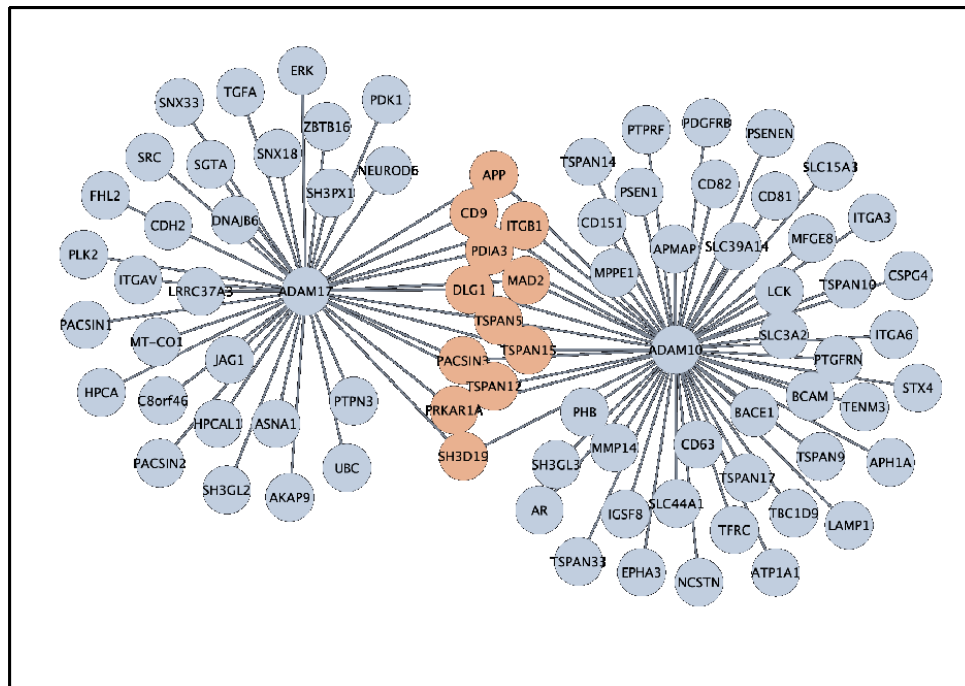 ERK
TGFA
SNX33
PDK1
ZBTB16
SRC
SGTA
SNX18
NEUROD6
FHL2
SH3PX1
CDH2
DNAJB6
PLK2
ITGAV
LRRC37A3
ADAM17
PACSIN1
MT-CO1
JAG1
HPCA
C8orf46
HPCAL1
ASNA1
PTPN3
PACSIN2
SH3GL2
AKAP9
UBC
APP
CD9
ITGB1
PDIA3
MAD2
DLG1
TSPAN5
TSPAN15
PACSIN3
TSPAN12
PRKAR1A
SH3D19
PDGFRB
PTPRF
PSENEN
TSPAN14
SLC15A3
PSEN1
CD82
CD81
CD151
ITGA3
APMAP
SLC39A14
MFGE8
MPPE1
LCK
TSPAN10
CSPG4
SLC3A2
ITGA6
ADAM10
PTGFRN
STX4
BCAM
TENM3
PHB
BACE1
MMP14
CD63
TSPAN9
APH1A
SH3GL3
TSPAN17
AR
IGSF8
SLC44A1
TFRC
TBC1D9
LAMP1
TSPAN33
EPHA3
NCSTN
ATP1A1